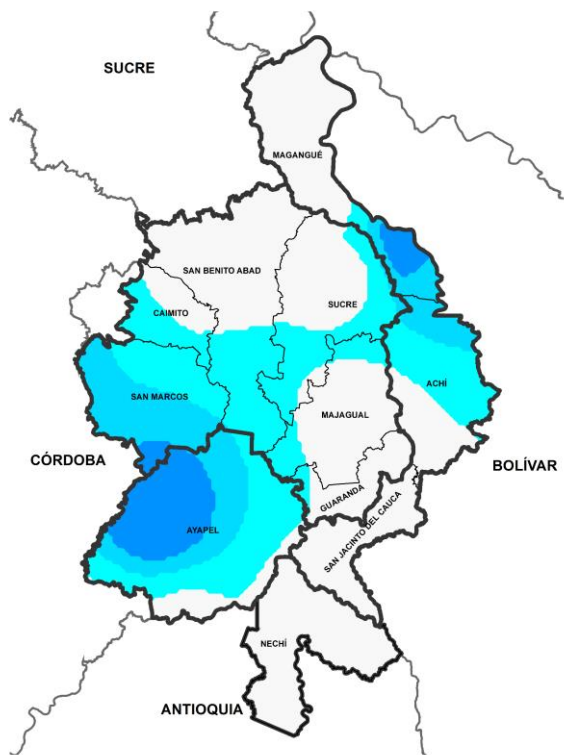 SUCRE
MAGANGUÉ
SAN BENITO ABAD
SUCRE
CAIMITO
ACHÍ
SAN MARCOS
MAJAGUAL
CÓRDOBA
BOLÍVAR
GUARANDA
AYAPEL
SAN JACINTO DEL CAUCA
NECHÍ
ANTIOQUIA